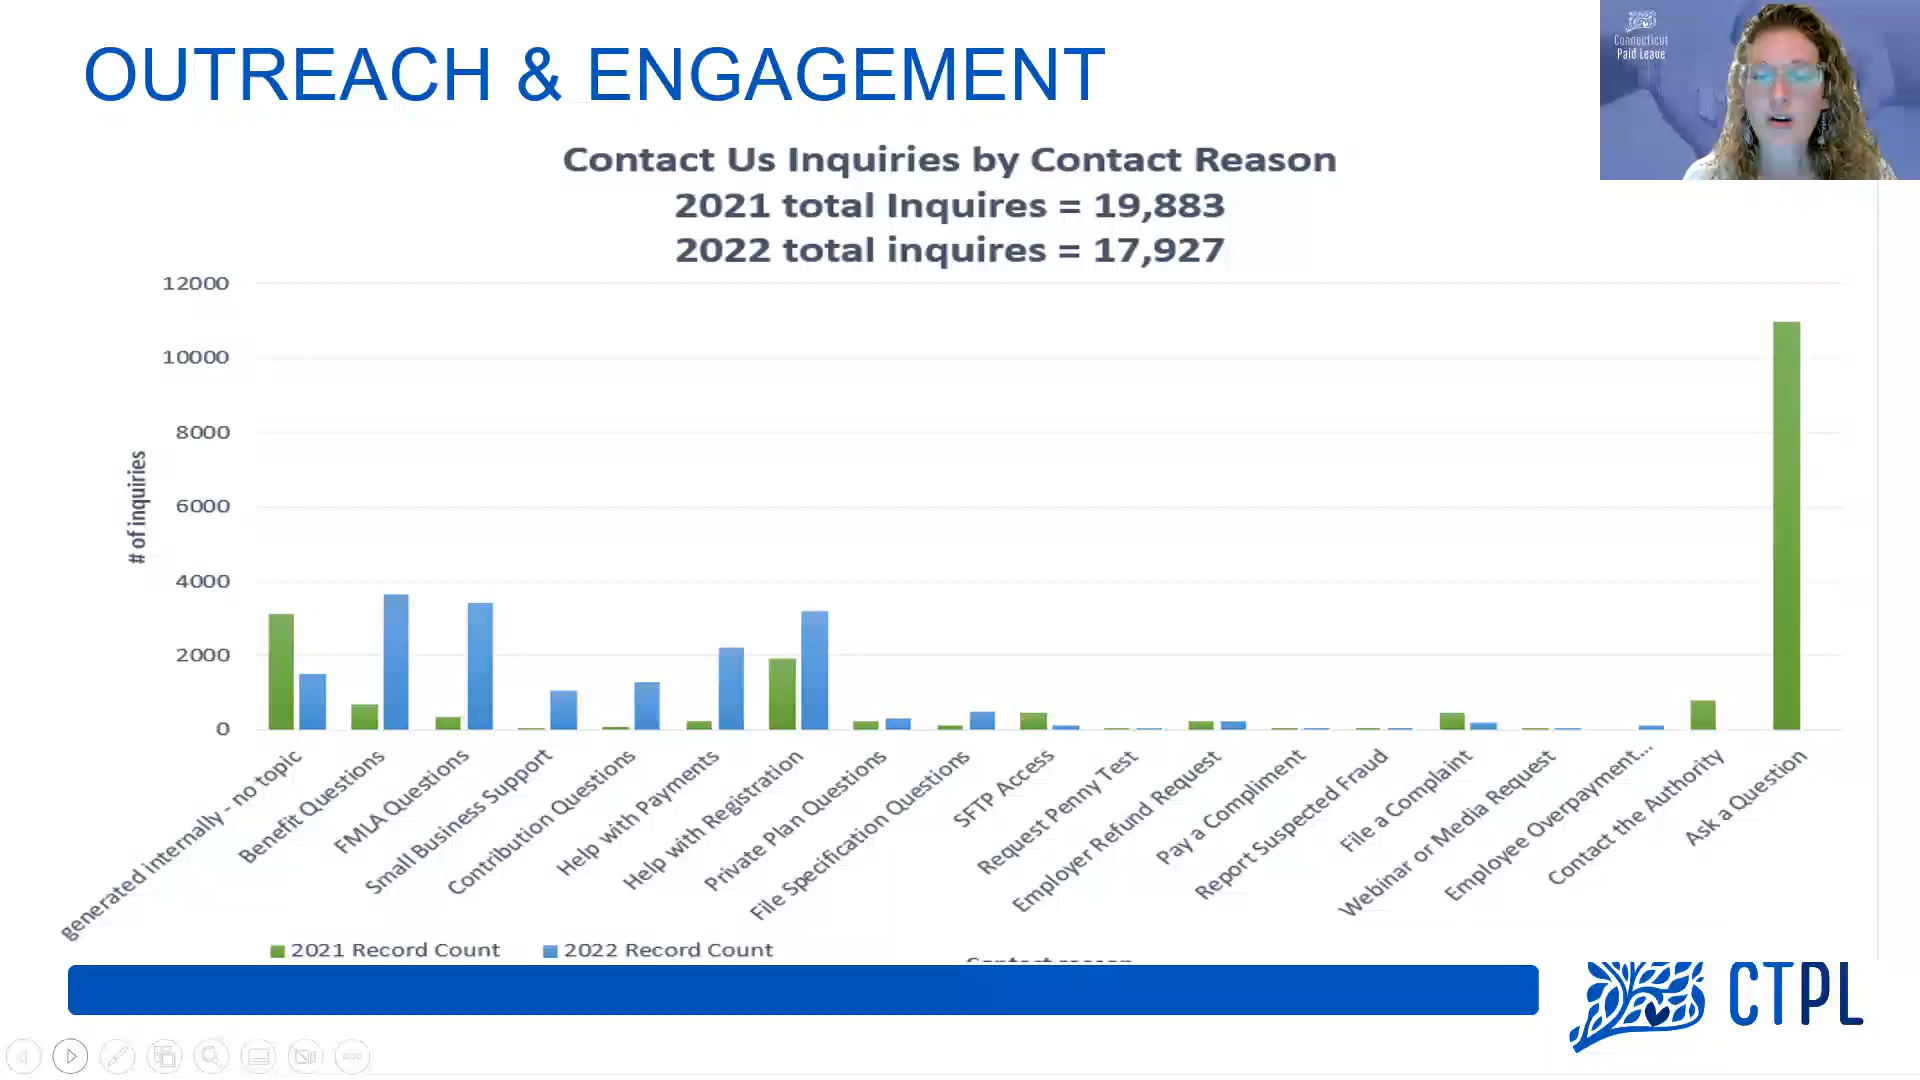 OUTREACH & ENGAGEMENT
Connecticut
Paid Leave
Contact Us Inquiries by Contact Reason
2021 total Inquires = 19,883
2022 total inquires = 17,927
12000
10000
8000
6000
4000
2000
0
# of inquiries
generated internally - no topic
Benefit Questions
FMLA Questions
Small Business Support
Contribution Questions
Help with Payments
Help with Registration
Private Plan Questions
File Specification Questions
SFTP Access
Request Penny Test
Employer Refund Request
Pay a Compliment
Report Suspected Fraud
File a Complaint
Webinar or Media Request
Employee Overpayment...
Contact the Authority
Ask a Question
2021 Record Count
2022 Record Count
Contact reason
CTPL